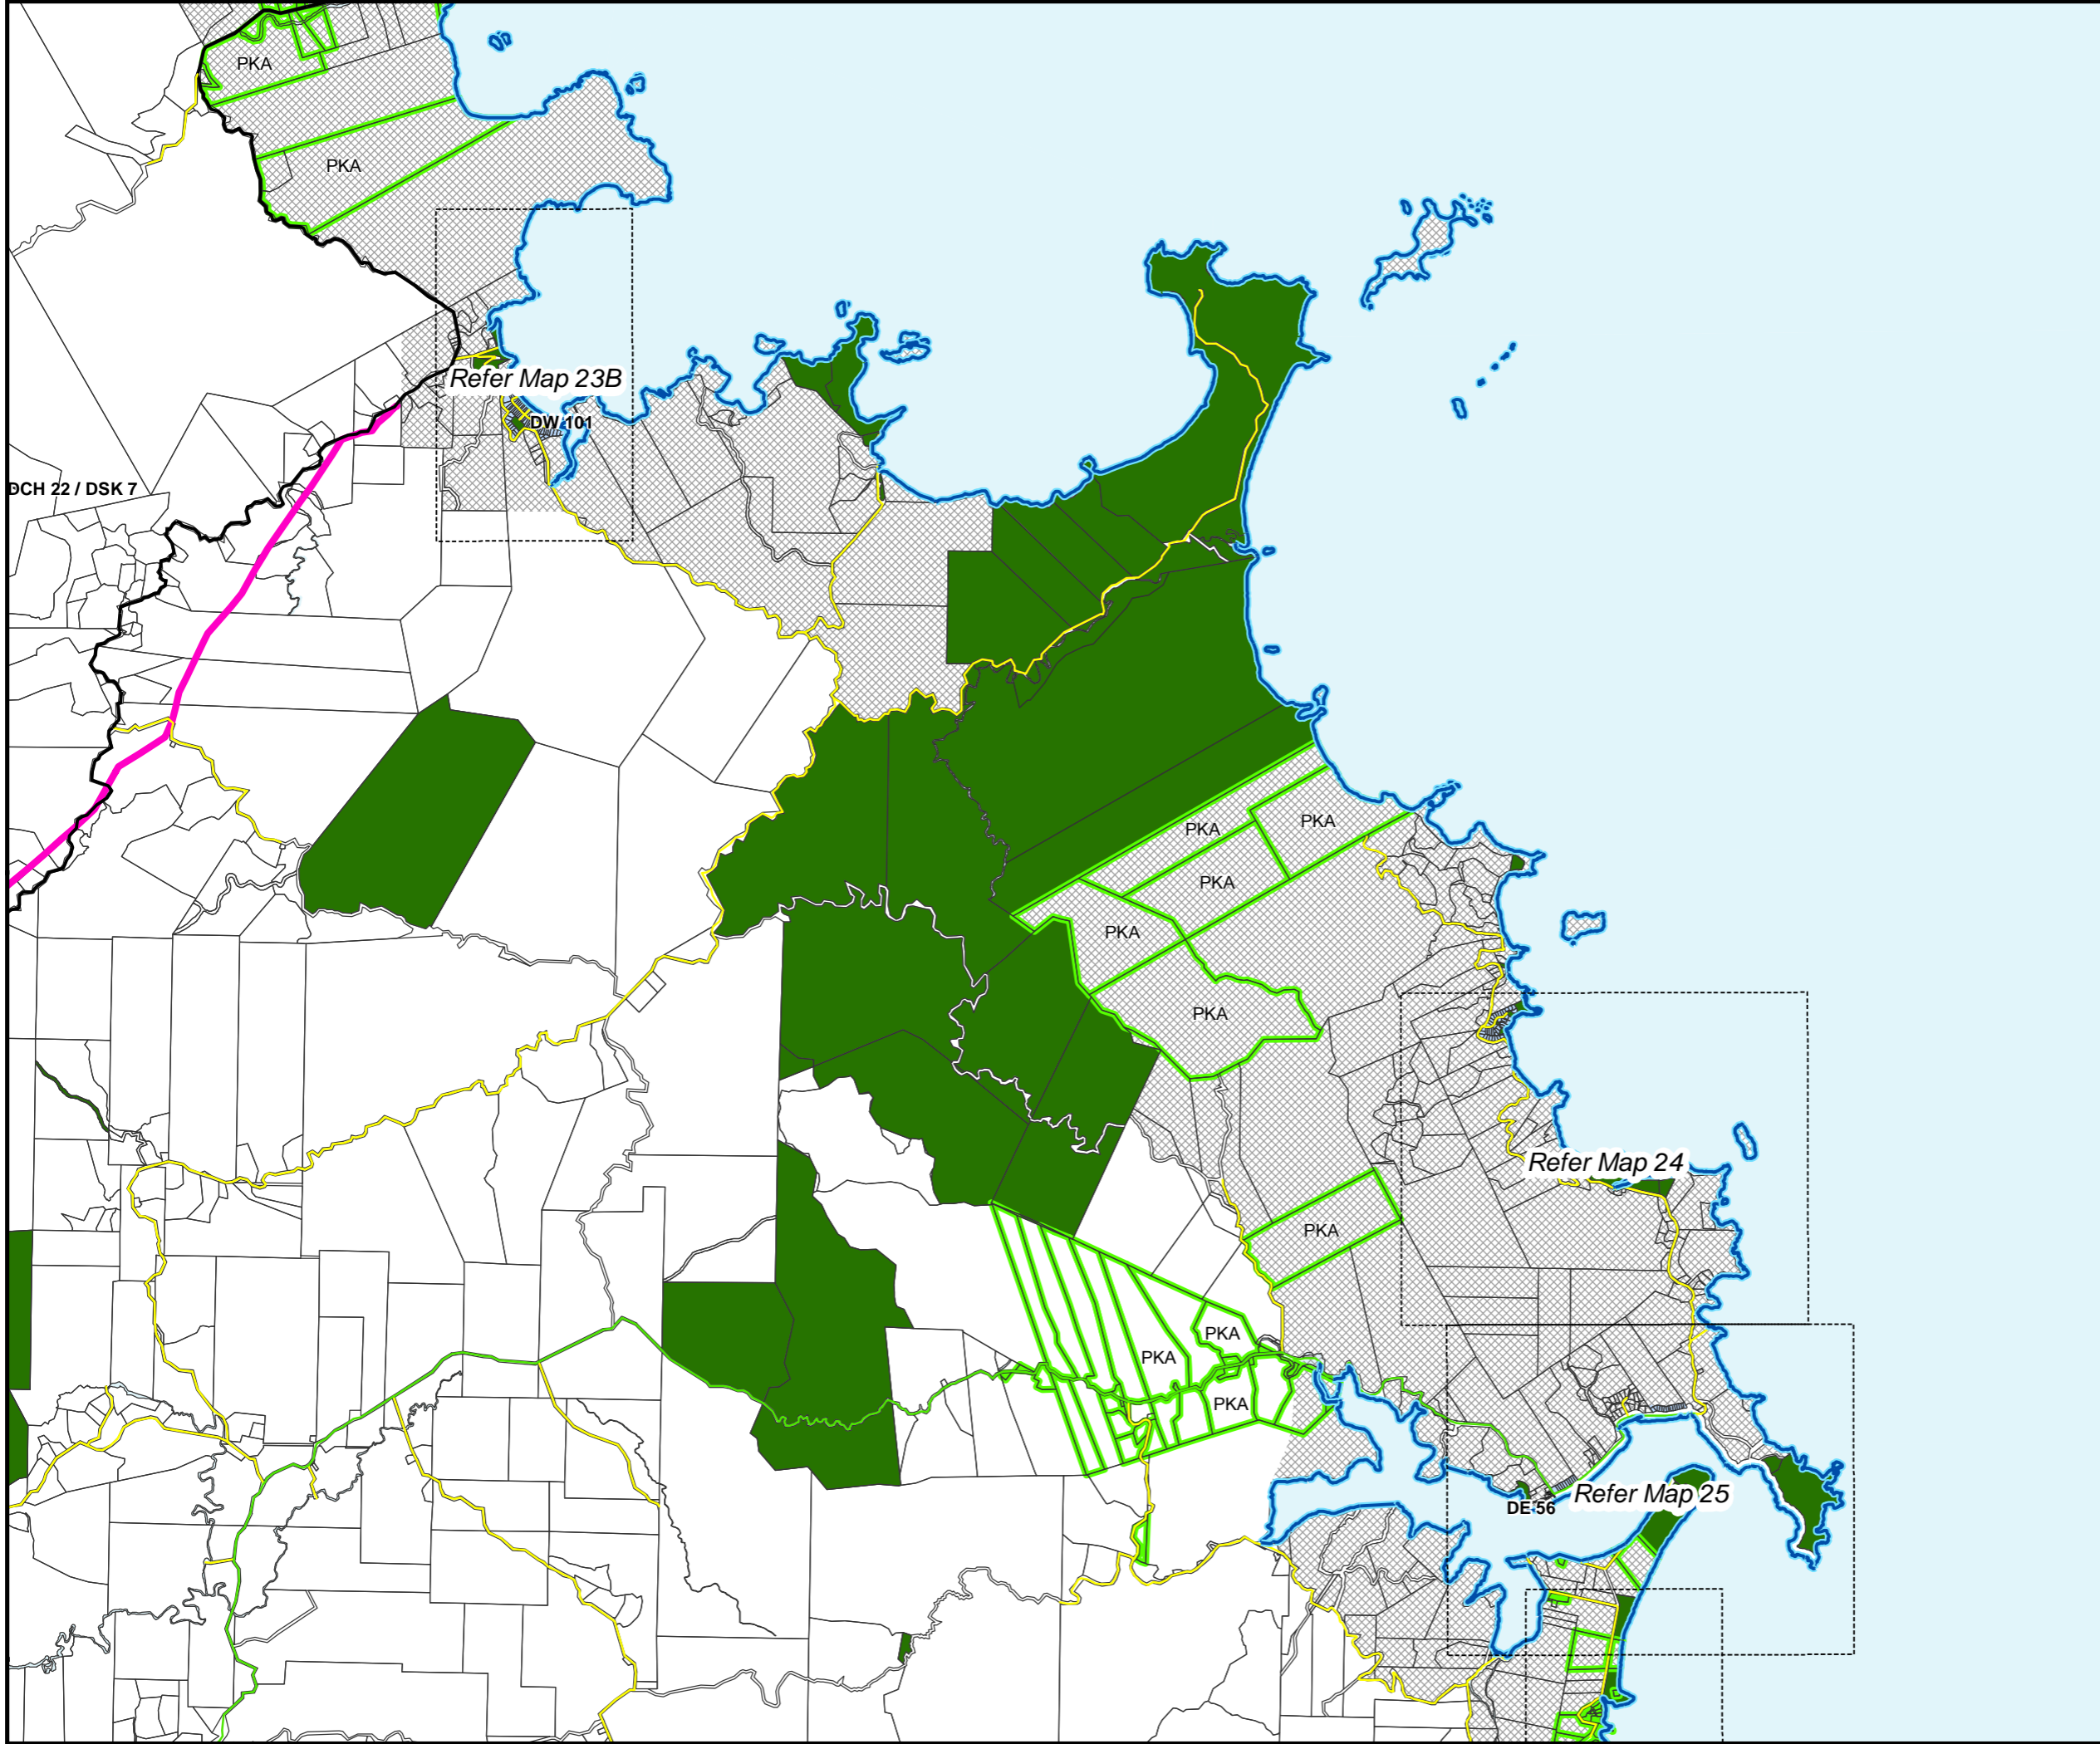 PKA
PKA
Refer Map 23B
DW 101
DCH 22 / DSK 7
PKA
PKA
PKA
PKA
PKA
Refer Map 24
PKA
PKA
PKA
PKA
Refer Map 25
DE 56